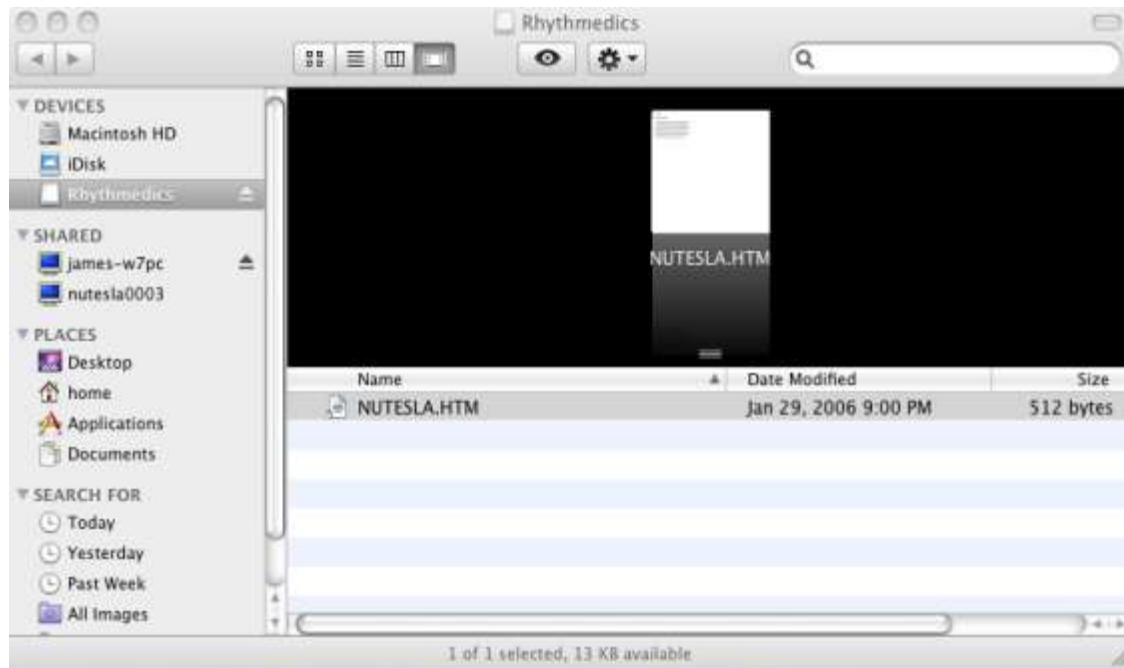 Rhythmedics
DEVICES
Macintosh HD
iDisk
Rhythmedics
SHARED
james-w7pc
nutesla0003
PLACES
Desktop
home
Applications
Documents
SEARCH FOR
Today
Yesterday
Past Week
All Images
NUTESLA.HTM
Name Date Modified Size
NUTESLA.HTM Jan 29, 2006 9:00 PM 512 bytes
1 of 1 selected, 13 KB available